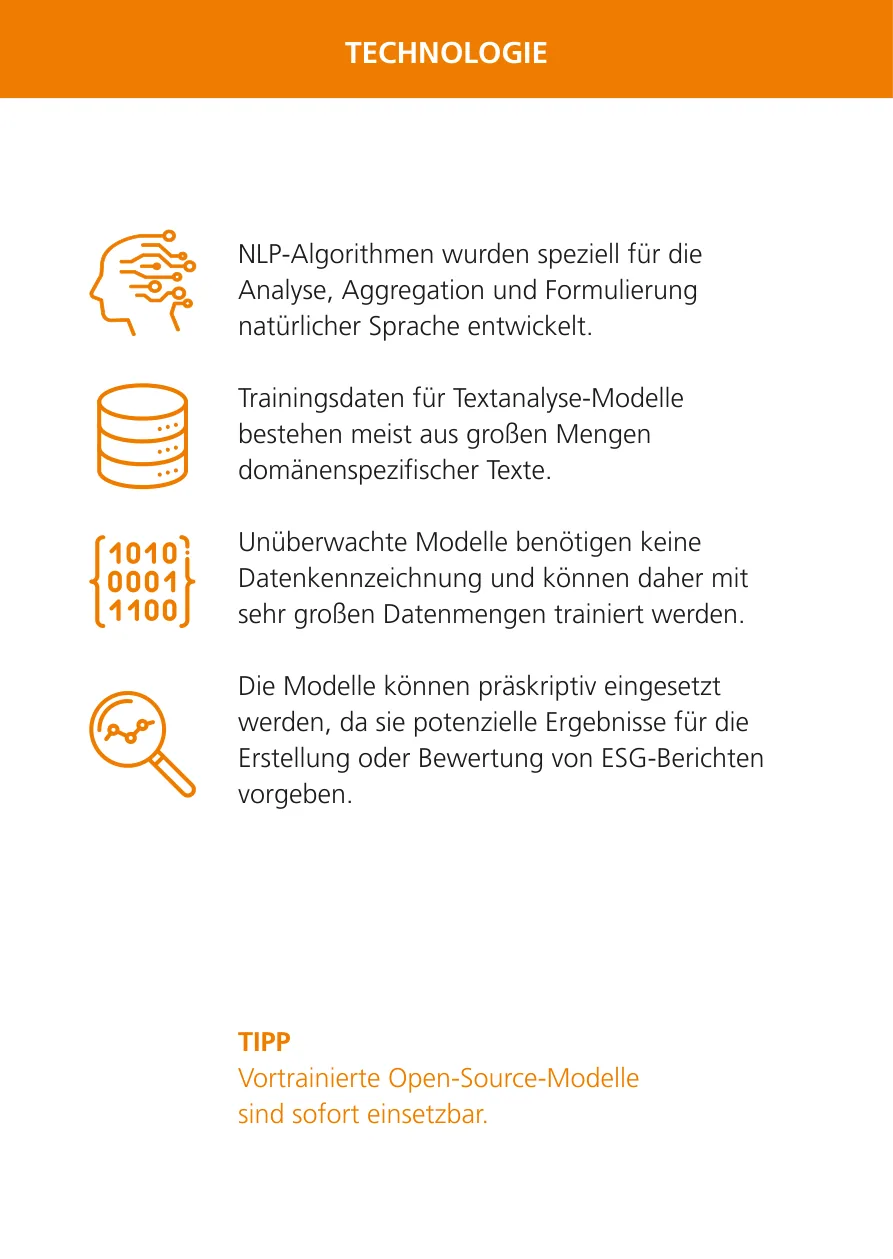 TECHNOLOGIE
NLP-Algorithmen wurden speziell für die
Analyse, Aggregation und Formulierung
natürlicher Sprache entwickelt.
Trainingsdaten für Textanalyse-Modelle
bestehen meist aus großen Mengen
domänenspezifischer Texte.
1010
0001
1100
Unüberwachte Modelle benötigen keine
Datenkennzeichnung und können daher mit
sehr großen Datenmengen trainiert werden.
Die Modelle können präskriptiv eingesetzt
werden, da sie potenzielle Ergebnisse für die
Erstellung oder Bewertung von ESG-Berichten
vorgeben.
TIPP
Vortrainierte Open-Source-Modelle
sind sofort einsetzbar.